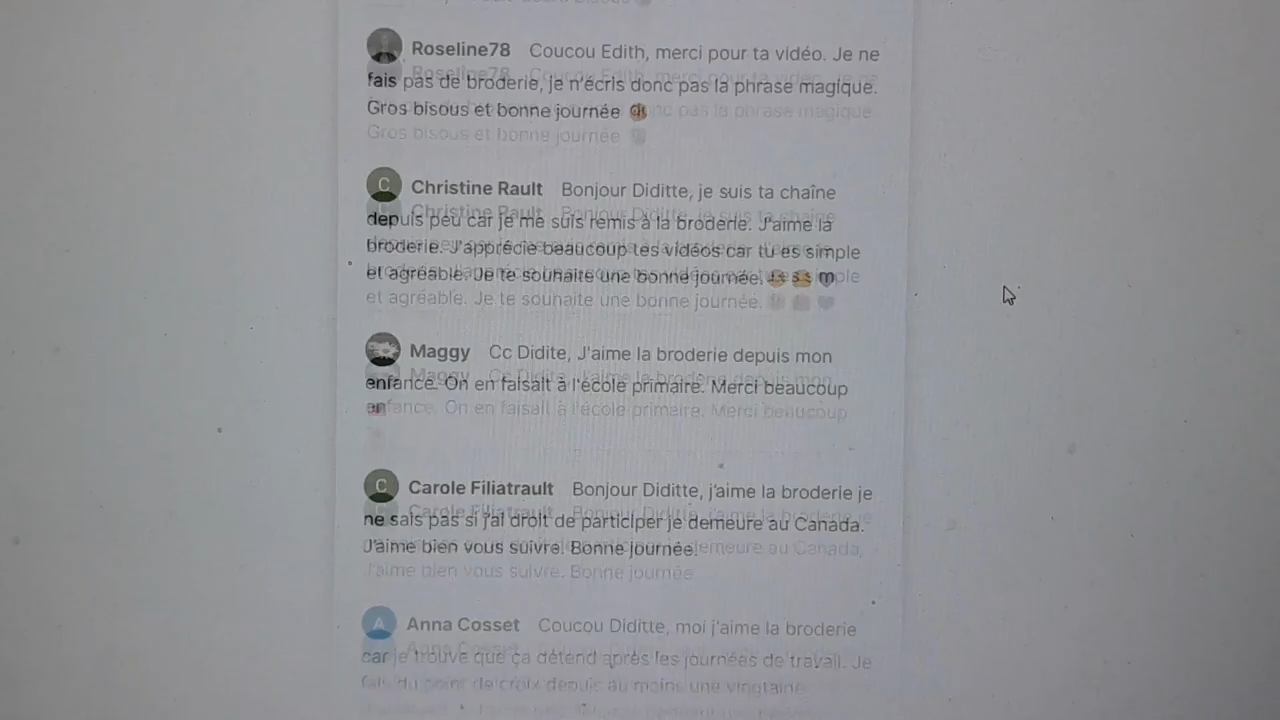 Roseline78 Coucou Edith, merci pour ta vidéo. Je ne
fais pas de broderie, je n'écris donc pas la phrase magique.
Gros bisous et bonne journée
C Christine Rault Bonjour Diditte, je suis ta chaîne
depuis peu car je me suis remis à la broderie. J'aime la
broderie. J'apprécie beaucoup tes vidéos car tu es simple
et agréable. Je te souhaite une bonne journée.
Maggy Cc Didite, J'aime la broderie depuis mon
enfance. On en faisait à l'école primaire. Merci beaucoup
C Carole Filiatrault Bonjour Diditte, j'aime la broderie je
ne sais pas si j'ai droit de participer je demeure au Canada.
J'aime bien vous suivre. Bonne journée.
A Anna Cosset Coucou Diditte, moi j'aime la broderie
car je trouve que ça détend après les journées de travail. Je
fais du point de croix depuis au moins une vingtaine